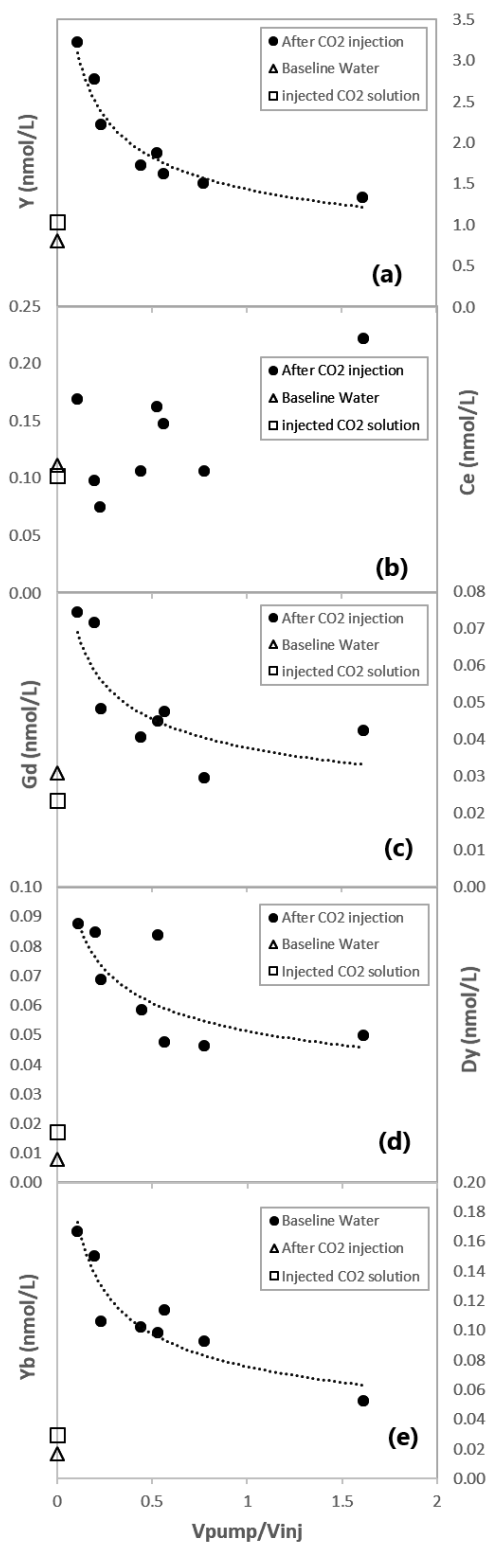 3.5
After CO2 injection
Baseline Water
injected CO2 solution
3.0
2.5
Y (nmol/L)
2.0
1.5
1.0
0.5
(a)
0.25
0.0
After CO2 injection
Baseline Water
injected CO2 solution
0.20
0.15
Ce (nmol/L)
0.10
0.05
(b)
0.00
0.08
After CO2 injection
Baseline Water
injected CO2 solution
0.07
0.06
0.05
Gd (nmol/L)
0.04
0.03
0.02
(c)
0.01
0.10
0.00
After CO2 injection
Baseline Water
Injected CO2 solution
0.09
0.08
0.07
0.06
Dy (nmol/L)
0.05
0.04
0.03
0.02
(d)
0.01
0.00
0.20
Baseline Water
After CO2 injection
Injected CO2 solution
0.18
0.16
0.14
0.12
Yb (nmol/L)
0.10
0.08
0.06
0.04
(e)
0.02
0.00
0 0.5 1 1.5 2
Vpump/Vinj